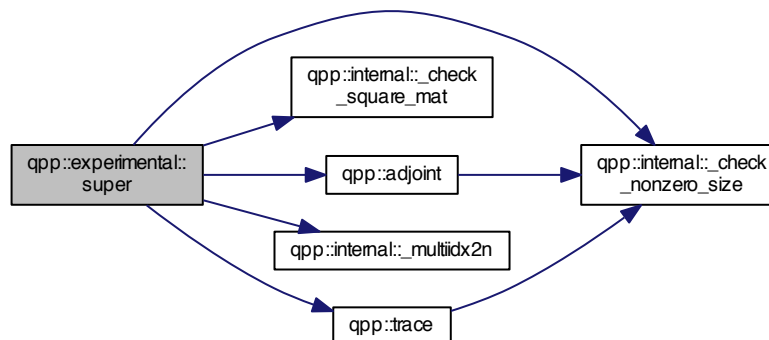 qpp::internal::_check
_square_mat
qpp::experimental::
super
qpp::adjoint
qpp::internal::_check
_nonzero_size
qpp::internal::_multiidx2n
qpp::trace